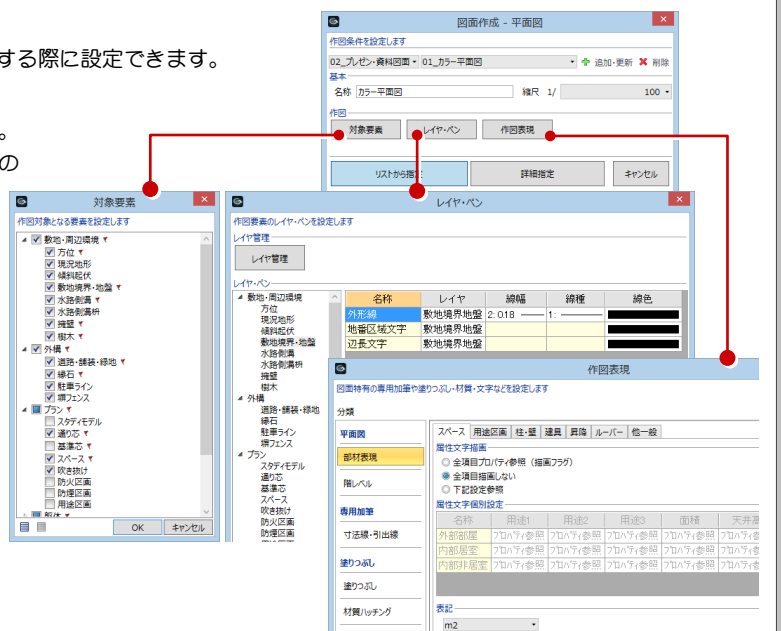 する際に設定できます。
。
の
図面作成 - 平面図
作図条件を設定します
02_プレゼン・資料図面 01_カラー平面図 追加・更新 削除
基本
名称 カラー平面図 縮尺 1/ 100
作図
対象要素 レイヤ・ペン 作図表現
リストから指定 詳細指定 キャンセル
対象要素
作図対象となる要素を設定します
敷地・周辺環境
方位
現況地形
傾斜起伏
敷地境界・地盤
水路側溝
水路側溝枡
擁壁
樹木
外構
道路・舗装・緑地
縁石
駐車ライン
塀フェンス
プラン
スタディモデル
通り芯
基準芯
スペース
吹き抜け
防火区画
防煙区画
用途区画
躯体
OK キャンセル
レイヤ・ペン
作図要素のレイヤ・ペンを設定します
レイヤ管理
レイヤ管理
レイヤ・ペン
敷地・周辺環境
方位
現況地形
傾斜起伏
敷地境界・地盤
水路側溝
水路側溝枡
擁壁
樹木
外構
道路・舗装・緑地
縁石
駐車ライン
塀フェンス
プラン
スタディモデル
通り芯
基準芯
スペース
吹き抜け
防火区画
防煙区画
名称 レイヤ 線幅 線種 線色
外形線 敷地境界地盤 2: 0.18 1:
地番区域文字 敷地境界地盤
辺長文字 敷地境界地盤
作図表現
図面特有の専用加筆や塗りつぶし・材質・文字などを設定します
分類
平面図
部材表現
階レベル
専用加筆
寸法線・引出線
塗りつぶし
塗りつぶし
材質ハッチング
スペース 用途区画 柱・壁 建具 昇降 ルーバー 他一般
属性文字描画
全項目プロパティ参照（描画フラグ）
全項目描画しない
下記設定参照
属性文字個別設定
名称 用途1 用途2 用途3 面積 天井高
外部部屋 プロパティ参照 プロパティ参照 プロパティ参照 プロパティ参照 プロパティ参
内部居室 プロパティ参照 プロパティ参照 プロパティ参照 プロパティ参照 プロパティ参
内部非居室 プロパティ参照 プロパティ参照 プロパティ参照 プロパティ参照 プロパティ参
表記
m2